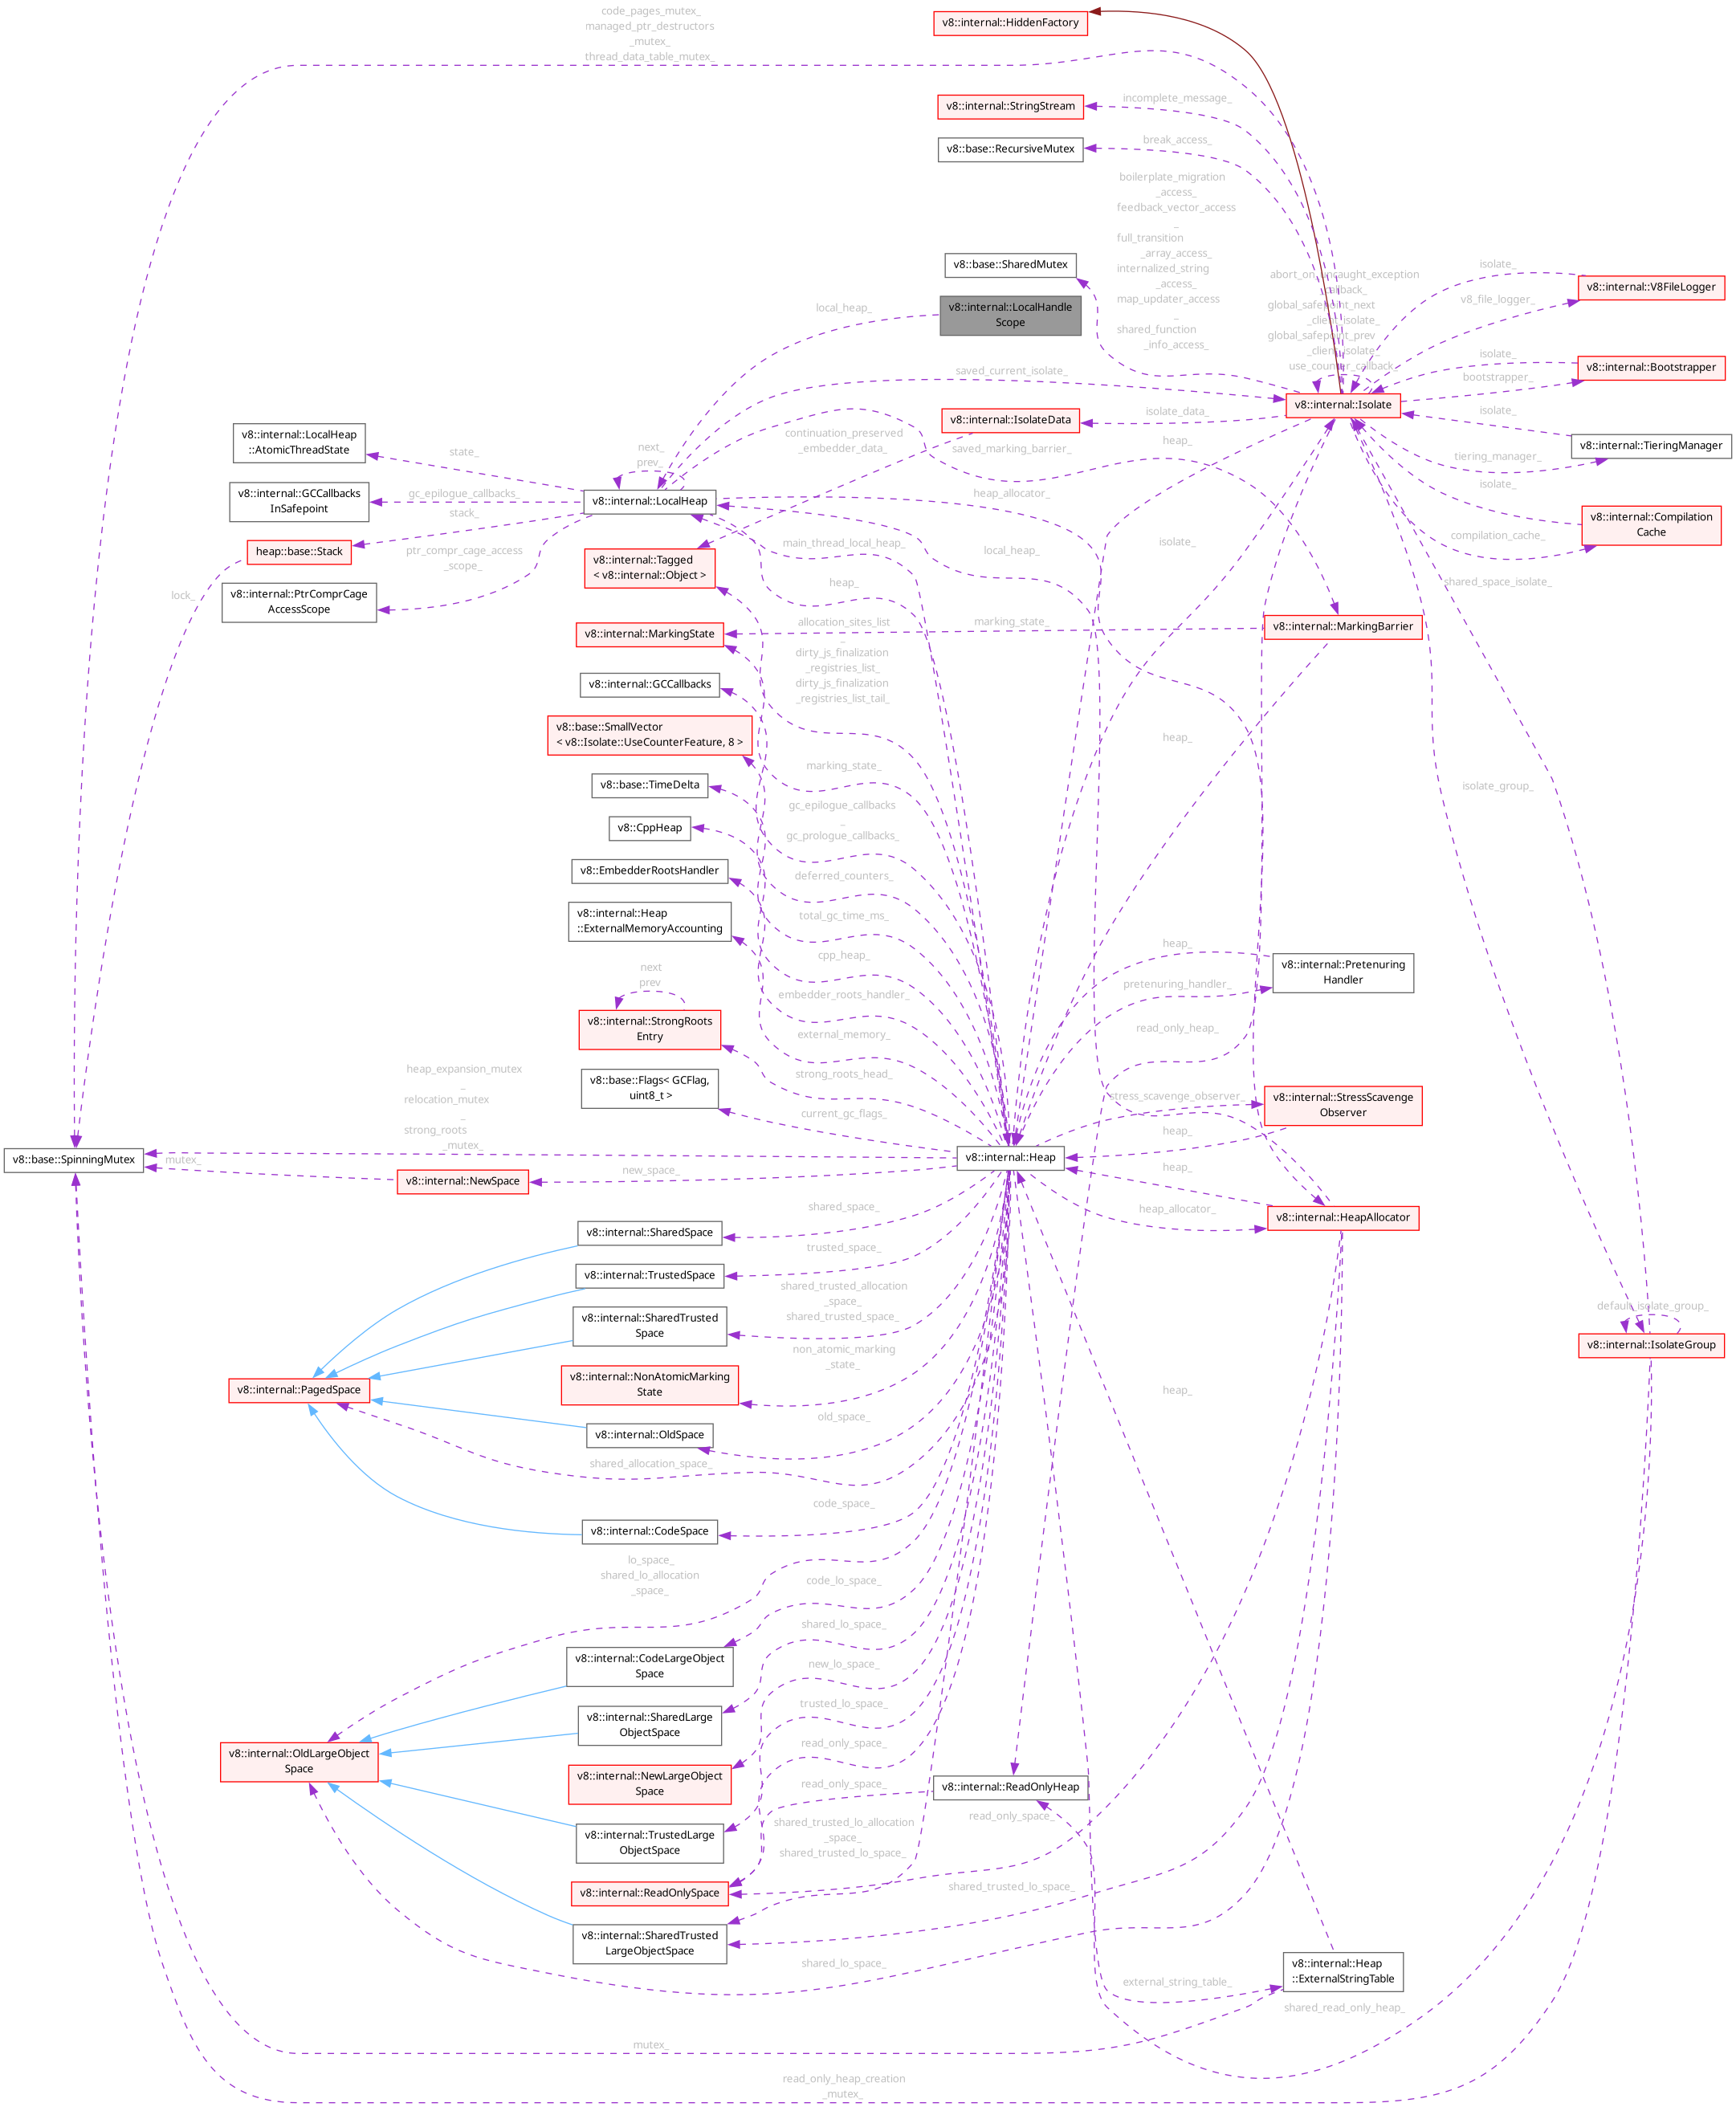 code_pages_mutex_
managed_ptr_destructors
_mutex_
thread_data_table_mutex_
v8::internal::HiddenFactory
v8::internal::StringStream
incomplete_message_
v8::base::RecursiveMutex
break_access_
boilerplate_migration
_access_
feedback_vector_access
_
full_transition
_array_access_
internalized_string
_access_
map_updater_access
_
shared_function
_info_access_
v8::base::SharedMutex
v8::internal::LocalHandle
Scope
local_heap_
global_safepoint_next
_client_isolate_
global_safepoint_prev
_client_isolate_
use_counter_callback_
isolate_
v8::internal::V8FileLogger
v8_file_logger_
isolate_
v8::internal::Bootstrapper
bootstrapper_
saved_current_isolate_
v8::internal::Isolate
isolate_
v8::internal::TieringManager
tiering_manager_
isolate_
v8::internal::Compilation
Cache
compilation_cache_
v8::internal::IsolateData
isolate_data_
continuation_preserved
_embedder_data_
saved_marking_barrier_
heap_
v8::internal::LocalHeap
::AtomicThreadState
state_
next_
prev_
v8::internal::GCCallbacks
InSafepoint
gc_epilogue_callbacks_
v8::internal::LocalHeap
heap_allocator_
stack_
heap::base::Stack
ptr_compr_cage_access
_scope_
v8::internal::PtrComprCage
AccessScope
lock_
main_thread_local_heap_
local_heap_
isolate_
shared_space_isolate_
v8::internal::Tagged
< v8::internal::Object >
heap_
v8::internal::MarkingState
allocation_sites_list
_
dirty_js_finalization
_registries_list_
dirty_js_finalization
_registries_list_tail_
marking_state_
v8::internal::MarkingBarrier
v8::internal::GCCallbacks
heap_
v8::base::SmallVector
< v8::Isolate::UseCounterFeature, 8 >
marking_state_
isolate_group_
v8::base::TimeDelta
gc_epilogue_callbacks
_
gc_prologue_callbacks_
v8::CppHeap
v8::EmbedderRootsHandler
deferred_counters_
v8::internal::Heap
::ExternalMemoryAccounting
total_gc_time_ms_
cpp_heap_
heap_
v8::internal::Pretenuring
Handler
pretenuring_handler_
next
prev
v8::internal::StrongRoots
Entry
embedder_roots_handler_
external_memory_
read_only_heap_
heap_expansion_mutex
_
relocation_mutex
_
strong_roots
_mutex_
v8::base::Flags< GCFlag,
uint8_t >
strong_roots_head_
current_gc_flags_
stress_scavenge_observer_
v8::internal::StressScavenge
Observer
heap_
v8::base::SpinningMutex
mutex_
v8::internal::NewSpace
new_space_
v8::internal::Heap
heap_
heap_allocator_
v8::internal::HeapAllocator
v8::internal::SharedSpace
shared_space_
v8::internal::TrustedSpace
trusted_space_
v8::internal::SharedTrusted
Space
shared_trusted_allocation
_space_
shared_trusted_space_
default_isolate_group_
v8::internal::IsolateGroup
v8::internal::PagedSpace
v8::internal::NonAtomicMarking
State
non_atomic_marking
_state_
heap_
v8::internal::OldSpace
old_space_
shared_allocation_space_
v8::internal::CodeSpace
code_space_
lo_space_
shared_lo_allocation
_space_
code_lo_space_
v8::internal::CodeLargeObject
Space
shared_lo_space_
v8::internal::SharedLarge
ObjectSpace
new_lo_space_
v8::internal::OldLargeObject
Space
v8::internal::NewLargeObject
Space
trusted_lo_space_
read_only_space_
v8::internal::ReadOnlyHeap
read_only_space_
v8::internal::TrustedLarge
ObjectSpace
shared_trusted_lo_allocation
_space_
shared_trusted_lo_space_
read_only_space_
v8::internal::ReadOnlySpace
shared_trusted_lo_space_
v8::internal::SharedTrusted
LargeObjectSpace
shared_lo_space_
v8::internal::Heap
::ExternalStringTable
external_string_table_
shared_read_only_heap_
mutex_
read_only_heap_creation
_mutex_